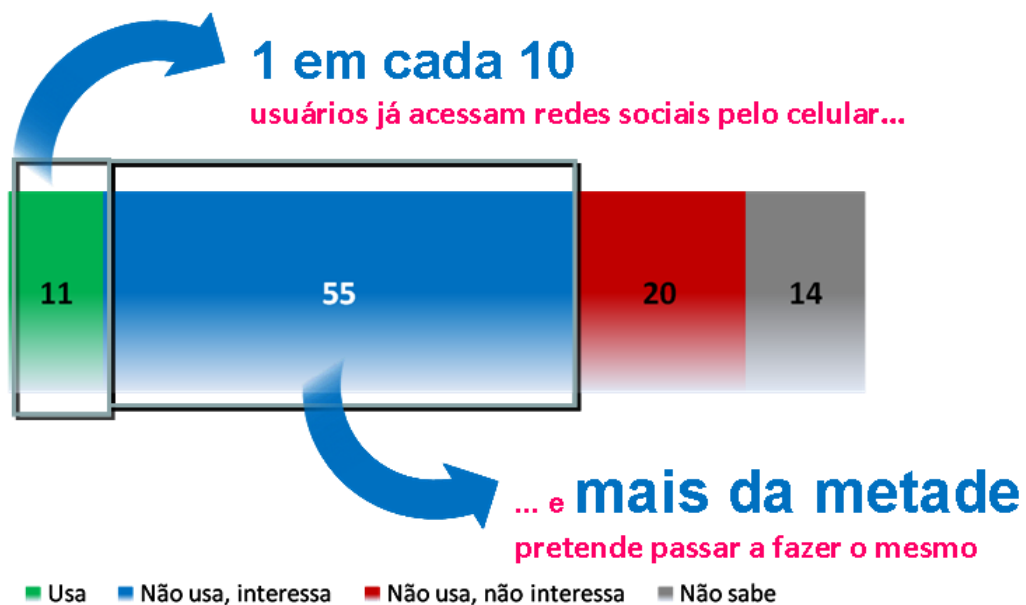 1 em cada 10
usuários já acessam redes sociais pelo celular...
11 55 20 14
... e mais da metade
pretende passar a fazer o mesmo
Usa Não usa, interessa Não usa, não interessa Não sabe